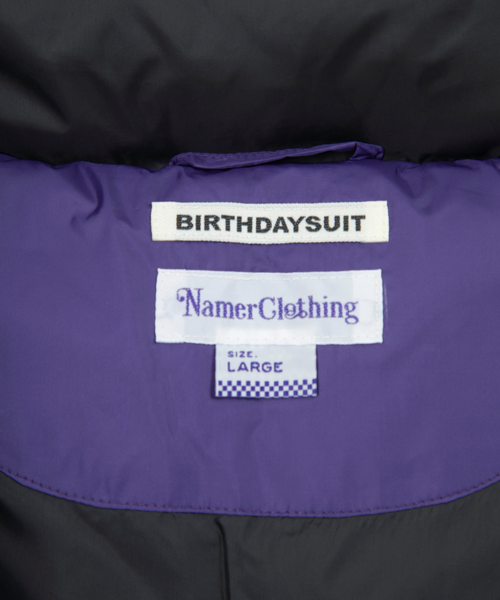 BIRTHDAYSUIT
NamerClothing
SIZE.
LARGE